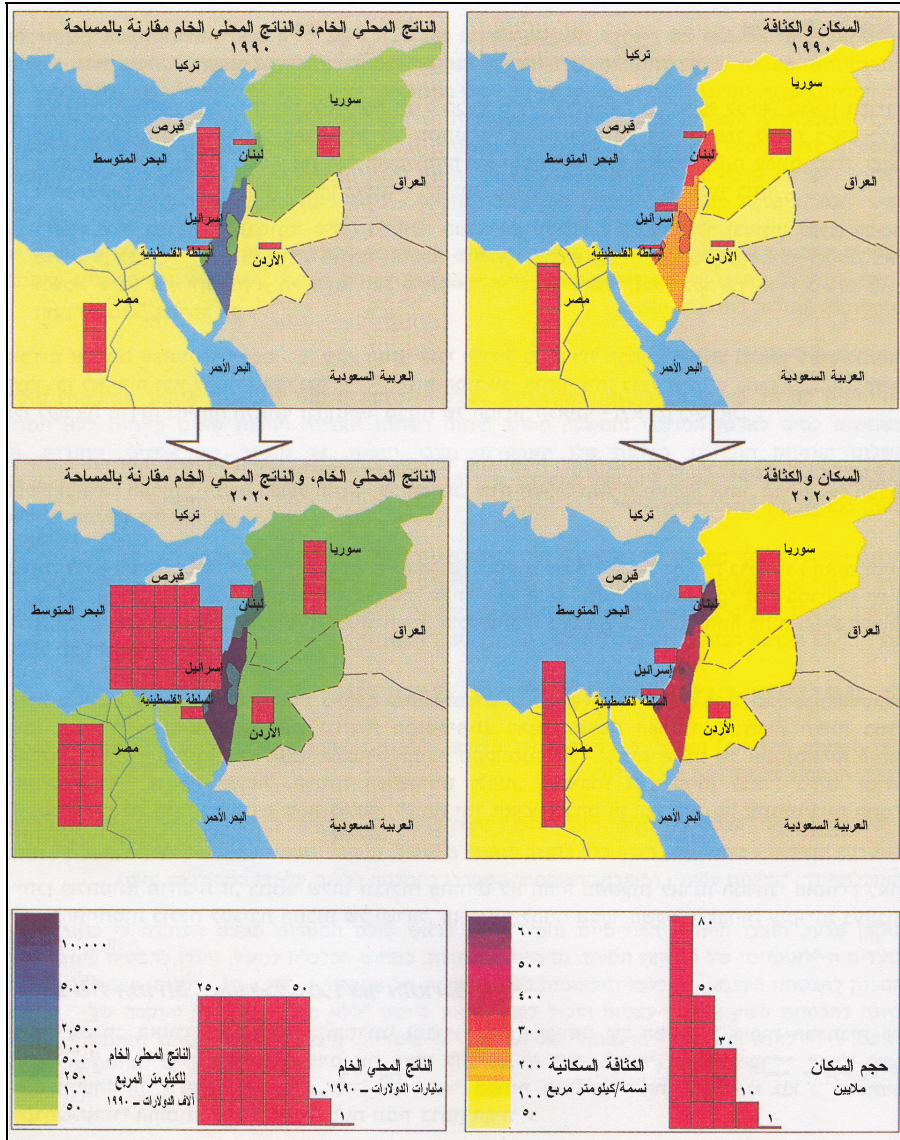 السكان والكثافة
١٩٩٠
تركيا
سوريا
قبرص
لبنان
البحر المتوسط
العراق
إسرائيل
السلطة الفلسطينية
الأردن
مصر
البحر الأحمر
العربية السعودية
الناتج المحلي الخام، والناتج المحلي الخام مقارنة بالمساحة
١٩٩٠
تركيا
سوريا
قبرص
لبنان
البحر المتوسط
العراق
إسرائيل
السلطة الفلسطينية
الأردن
مصر
البحر الأحمر
العربية السعودية
السكان والكثافة
٢٠٢٠
تركيا
سوريا
قبرص
لبنان
البحر المتوسط
العراق
إسرائيل
السلطة الفلسطينية
الأردن
مصر
البحر الأحمر
العربية السعودية
الناتج المحلي الخام، والناتج المحلي الخام مقارنة بالمساحة
٢٠٢٠
تركيا
سوريا
قبرص
لبنان
البحر المتوسط
العراق
إسرائيل
السلطة الفلسطينية
الأردن
مصر
البحر الأحمر
العربية السعودية
٨٠
٥٠
٣٠
١٠
١
حجم السكان
ملايين
٦٠٠
٥٠٠
٤٠٠
٣٠٠
٢٠٠
١٠٠
٥٠
الكثافة السكانية
نسمة/كيلومتر مربع
٢٥٠
٥٠
١٠
١
الناتج المحلي الخام
مليارات الدولارات – ١٩٩٠
١٠,٠٠٠
٢,٥٠٠
٥٠٠
٢٥٠
٥٠
الناتج المحلي الخام
للكيلومتر المربع
آلاف الدولارات – ١٩٩٠